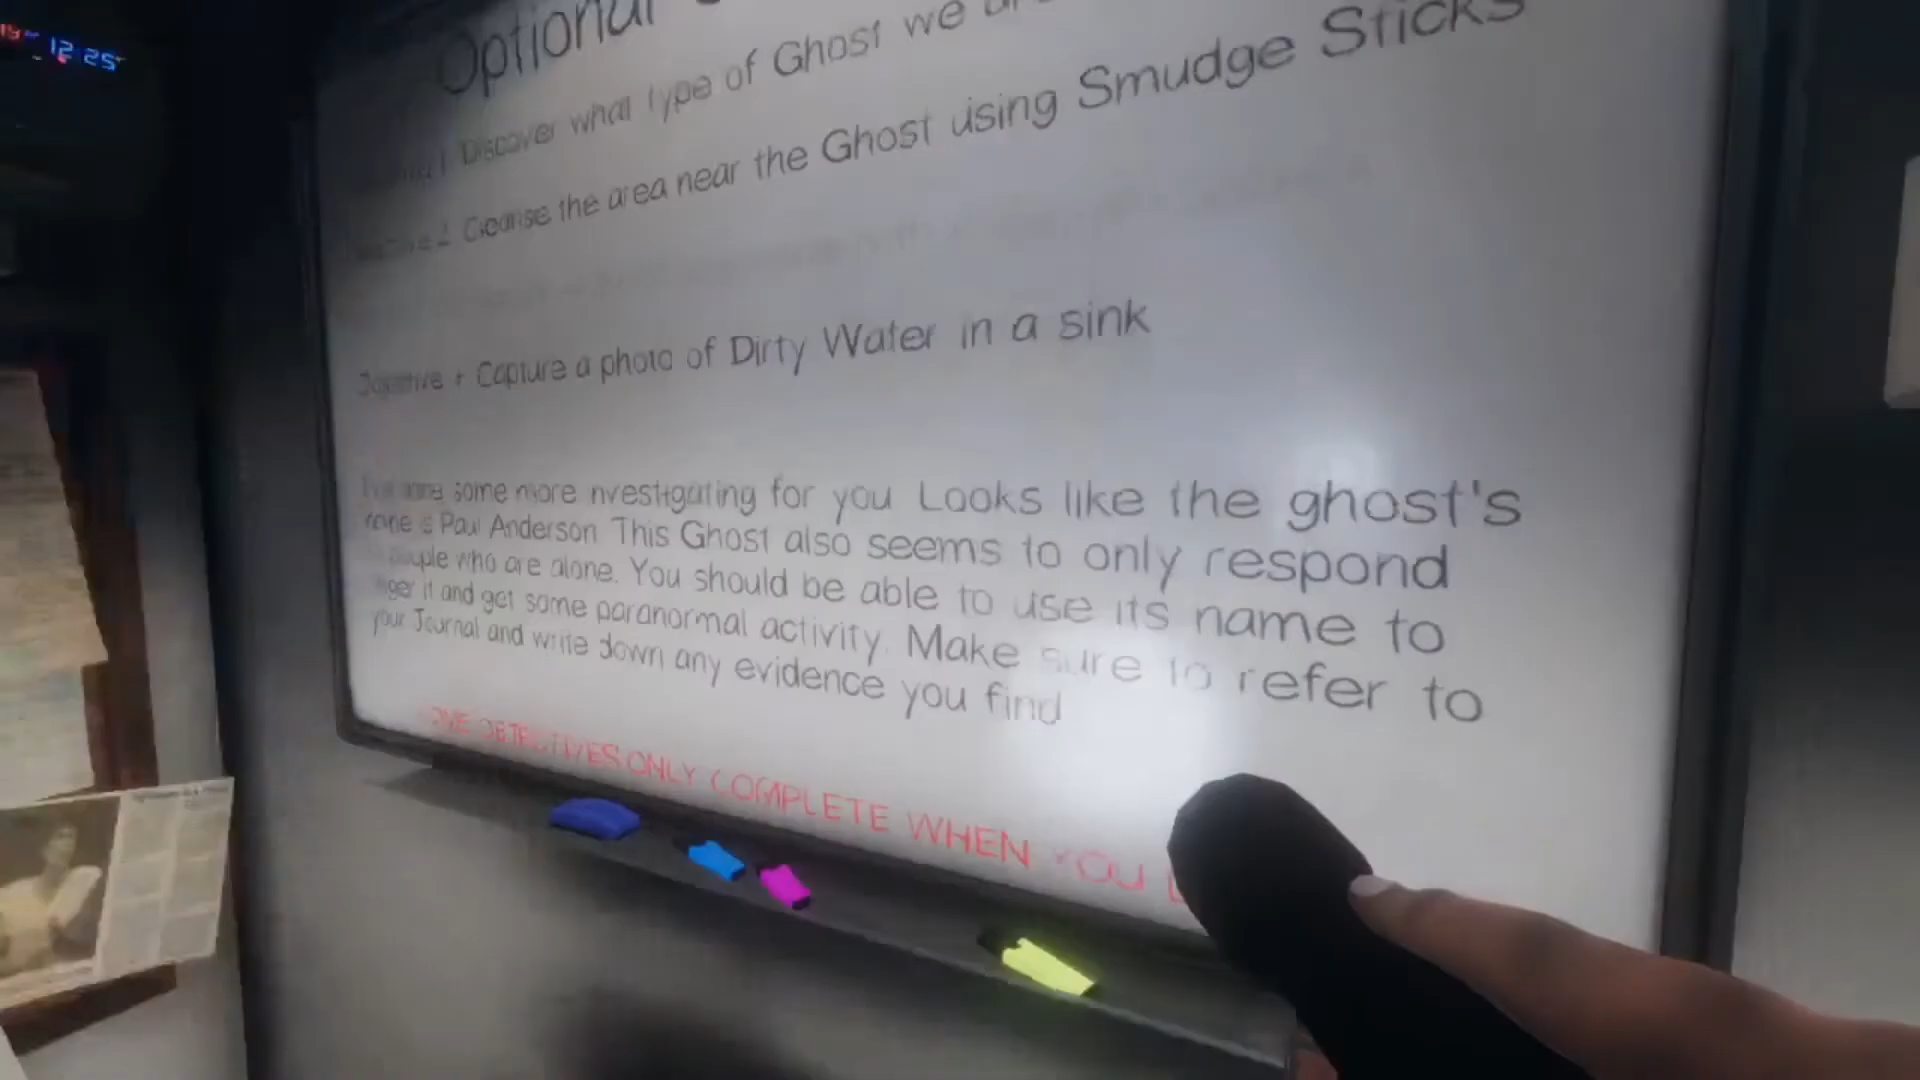 12:25
Optional
Discover what type of Ghost we
Cleanse the area near the Ghost using Smudge Sticks
Capture a photo of Dirty Water in a sink
some more nvestigating for you Looks like the ghost's
Paul Anderson This Ghost also seems to only respond
who are alone. You should be able to use its name to
it and get some paranormal activity. Make sure to refer to
your Journal and write down any evidence you find
ONLY COMPLETE WHEN YOU